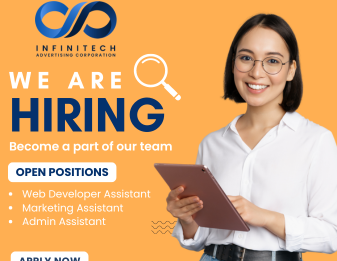 INFINITECH
ADVERTISING CORPORATION
WE ARE
HIRING
Become a part of our team
OPEN POSITIONS
• Web Developer Assistant
• Marketing Assistant
• Admin Assistant
APPLY NOW